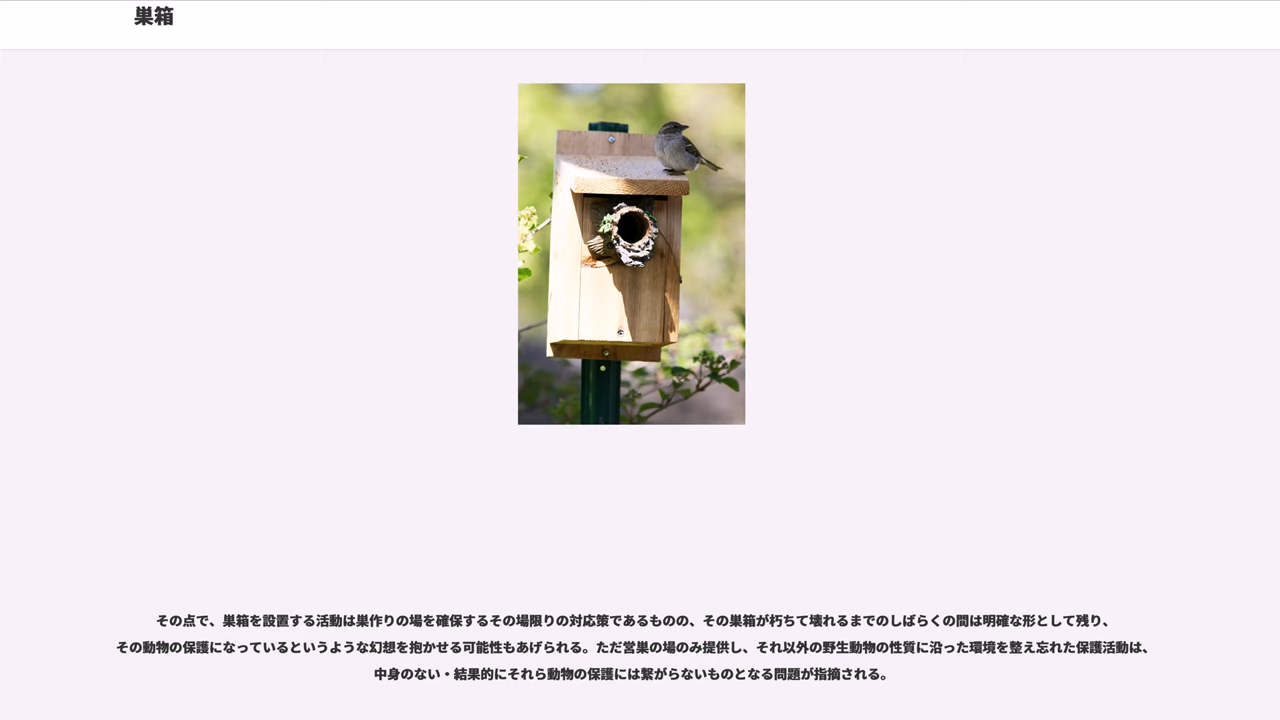 巣箱
その点で、巣箱を設置する活動は巣作りの場を確保するその場限りの対応策であるものの、その巣箱が朽ちて壊れるまでのしばらくの間は明確な形として残り、
その動物の保護になっているというような幻想を抱かせる可能性もあげられる。ただ営巣の場のみ提供し、それ以外の野生動物の性質に沿った環境を整え忘れた保護活動は、
中身のない・結果的にそれら動物の保護には繋がらないものとなる問題が指摘される。